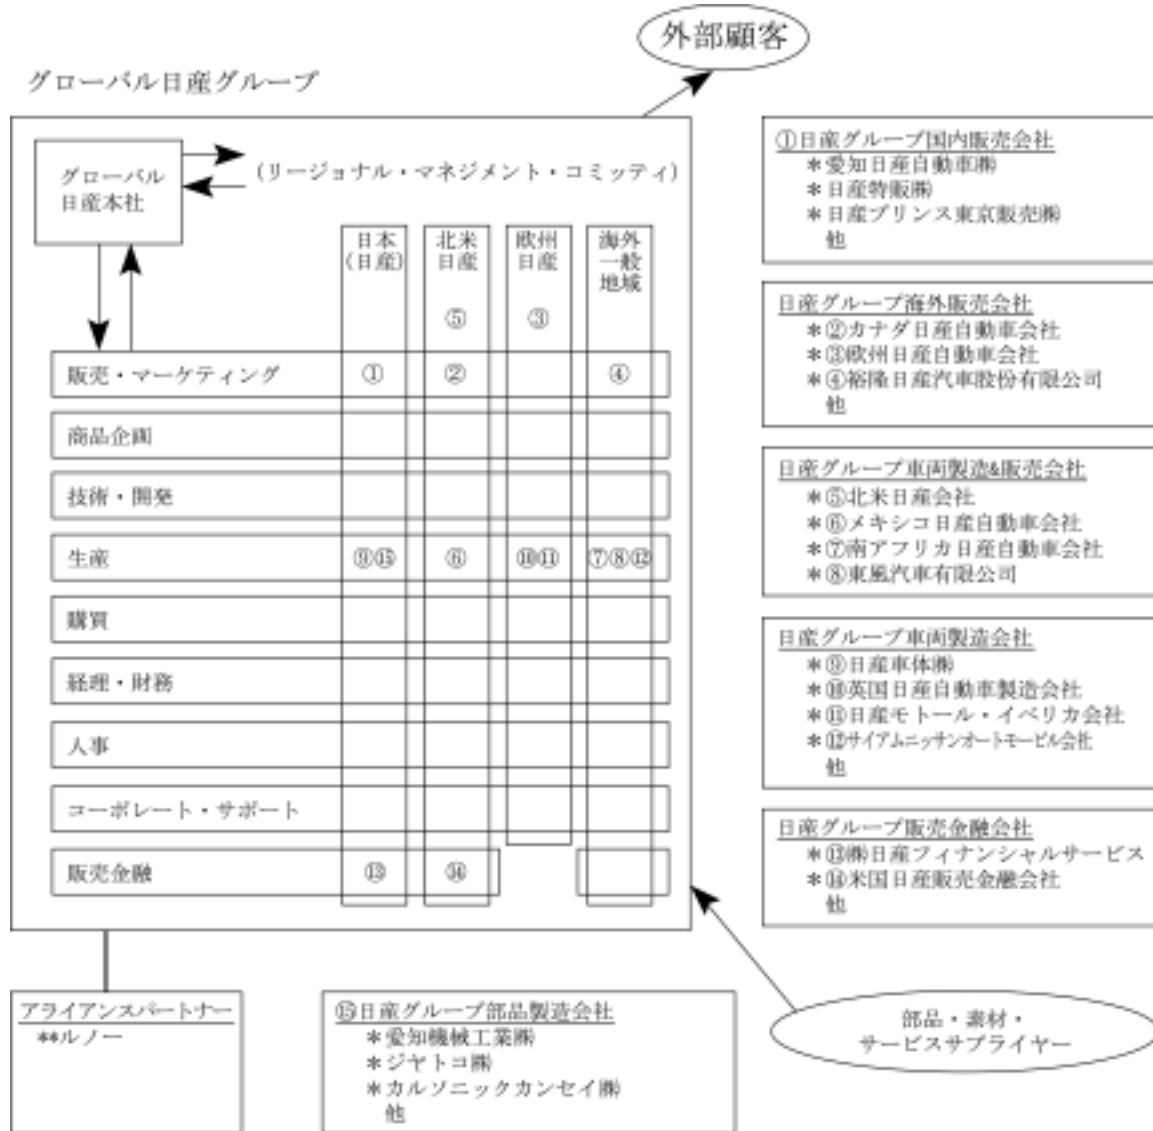 外部顧客
グローバル日産グループ
グローバル
日産本社
(リージョナル・マネジメント・コミッティ)
日本
(日産)
北米
日産
欧州
日産
海外
一般
地域
⑤
③
販売・マーケティング
①
②
④
商品企画
技術・開発
生産
⑨⑮
⑥
⑩⑪
⑦⑧⑫
購買
経理・財務
人事
コーポレート・サポート
販売金融
⑬
⑭
①日産グループ国内販売会社
*愛知日産自動車㈱
*日産特販㈱
*日産プリンス東京販売㈱
他
日産グループ海外販売会社
*②カナダ日産自動車会社
*③欧州日産自動車会社
*④裕隆日産汽車股份有限公司
他
日産グループ車両製造&販売会社
*⑤北米日産会社
*⑥メキシコ日産自動車会社
*⑦南アフリカ日産自動車会社
*⑧東風汽車有限公司
日産グループ車両製造会社
*⑨日産車体㈱
*⑩英国日産自動車製造会社
*⑪日産モトール・イベリカ会社
*⑫サイアムニッサンオートモービル会社
他
日産グループ販売金融会社
*⑬㈱日産フィナンシャルサービス
*⑭米国日産販売金融会社
他
アライアンスパートナー
**ルノー
⑮日産グループ部品製造会社
*愛知機械工業㈱
*ジヤトコ㈱
*カルソニックカンセイ㈱
他
部品・素材・
サービスサプライヤー